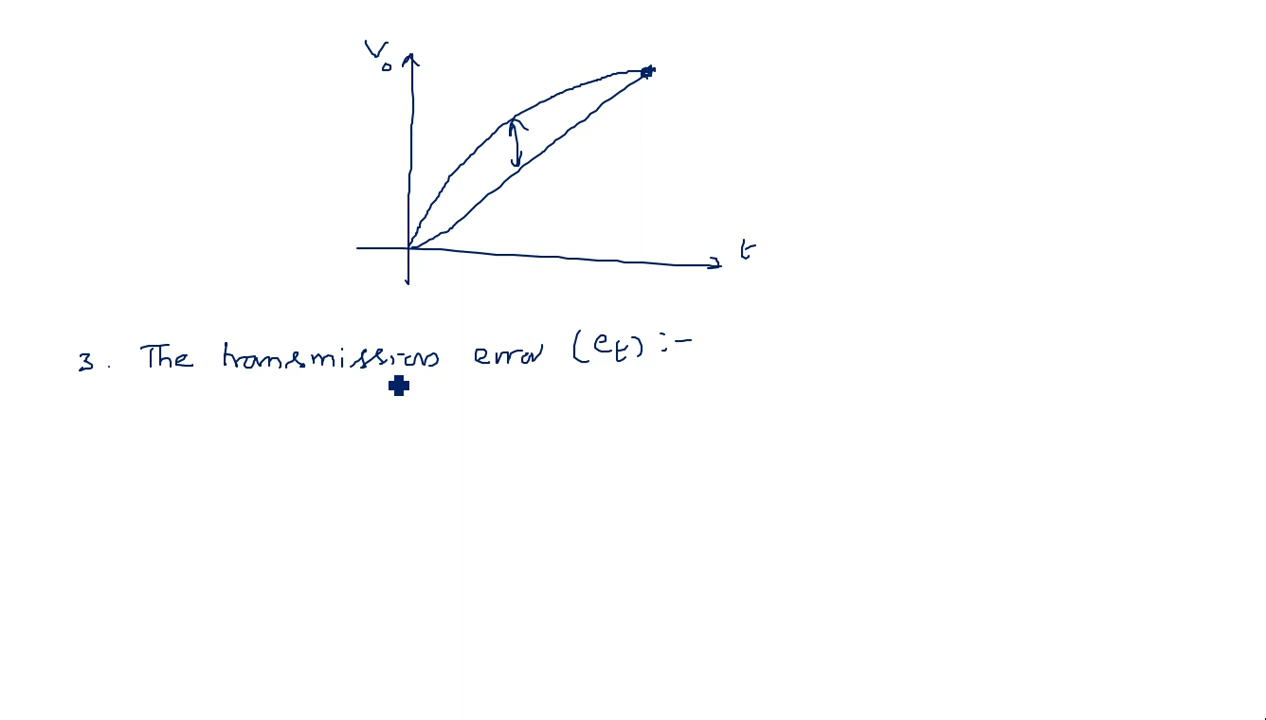 V₀
t
3. The transmission error (eₜ) :-